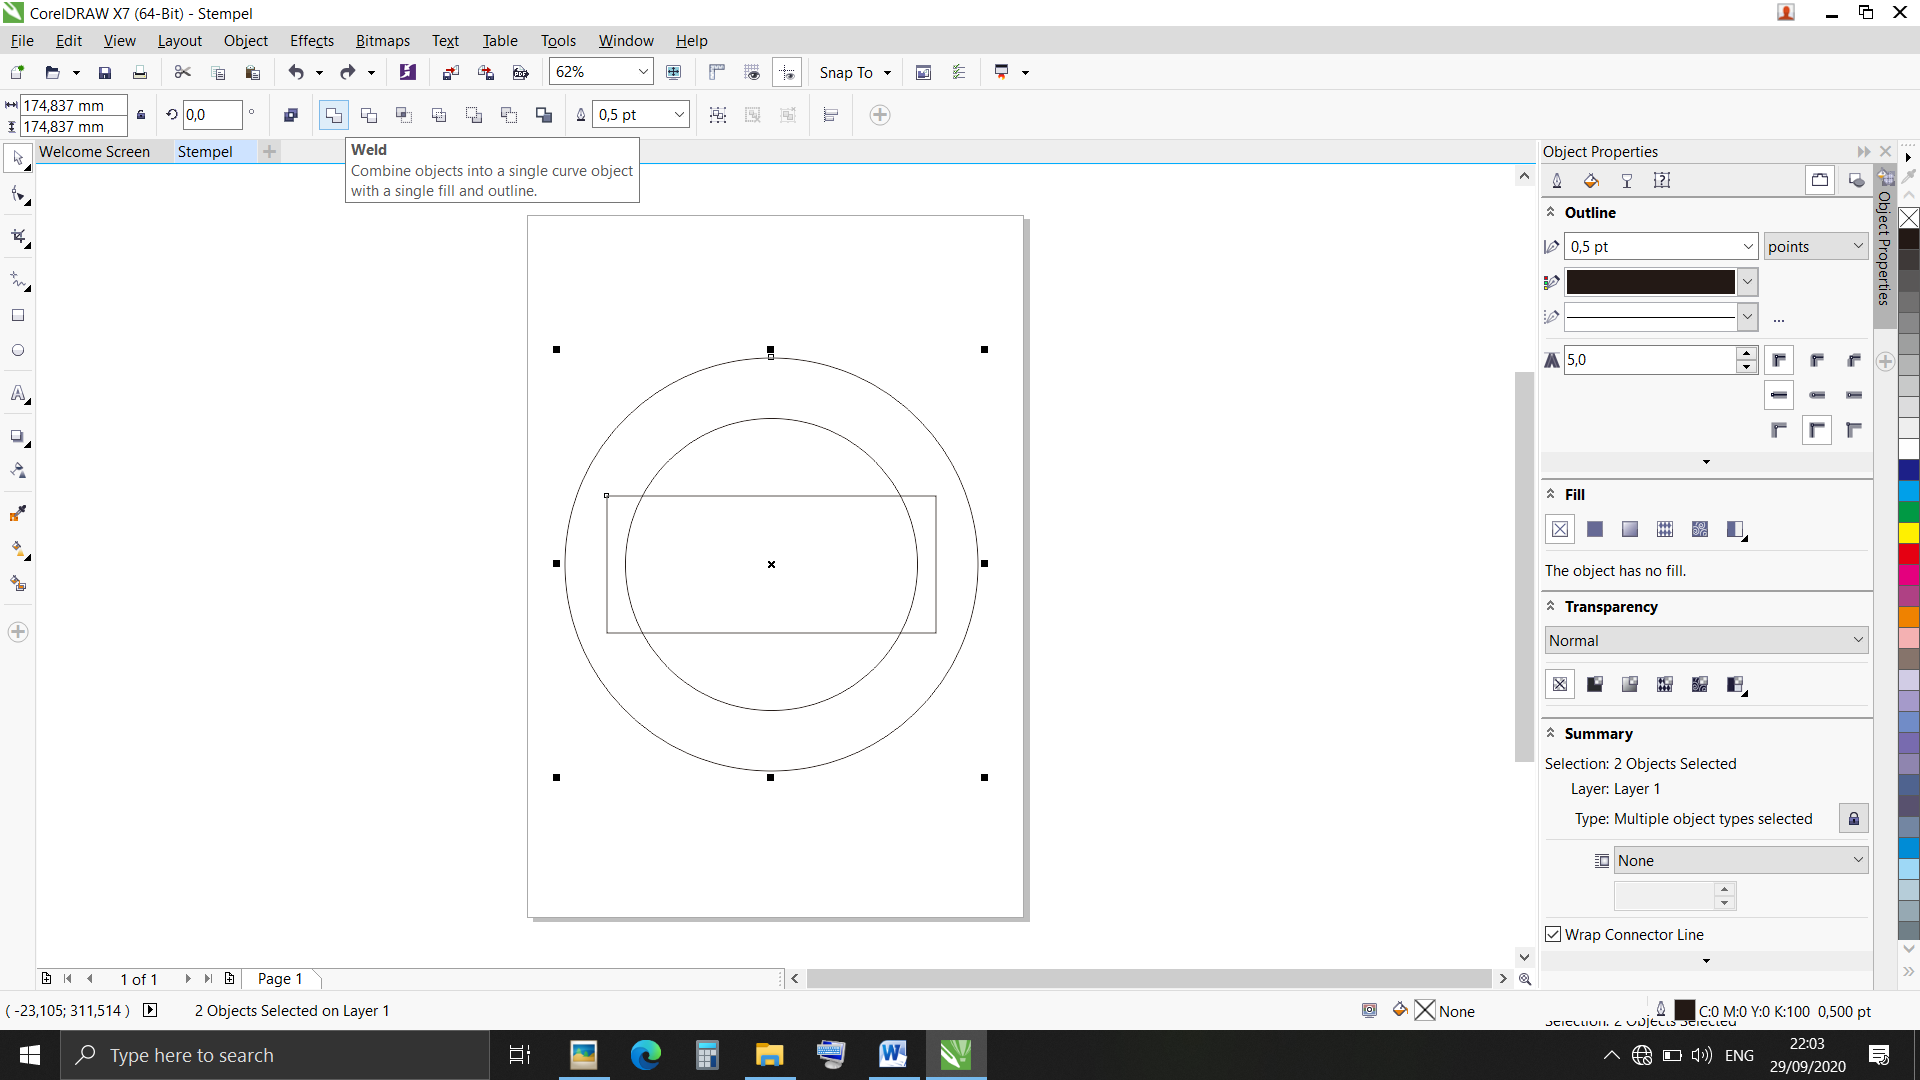 CorelDRAW X7 (64-Bit) - Stempel
File Edit View Layout Object Effects Bitmaps Text Table Tools Window Help
62% Snap To
174,837 mm
174,837 mm
0,0 °
0,5 pt
Welcome Screen Stempel
Weld
Combine objects into a single curve object
with a single fill and outline.
Object Properties
Object Properties
Outline
0,5 pt points
...
5,0
Fill
The object has no fill.
Transparency
Normal
Summary
Selection: 2 Objects Selected
Layer: Layer 1
Type: Multiple object types selected
None
Wrap Connector Line
1 of 1 Page 1
( -23,105; 311,514 ) 2 Objects Selected on Layer 1 None C:0 M:0 Y:0 K:100 0,500 pt
Selection: 2 Objects Selected
Type here to search
ENG
22:03
29/09/2020